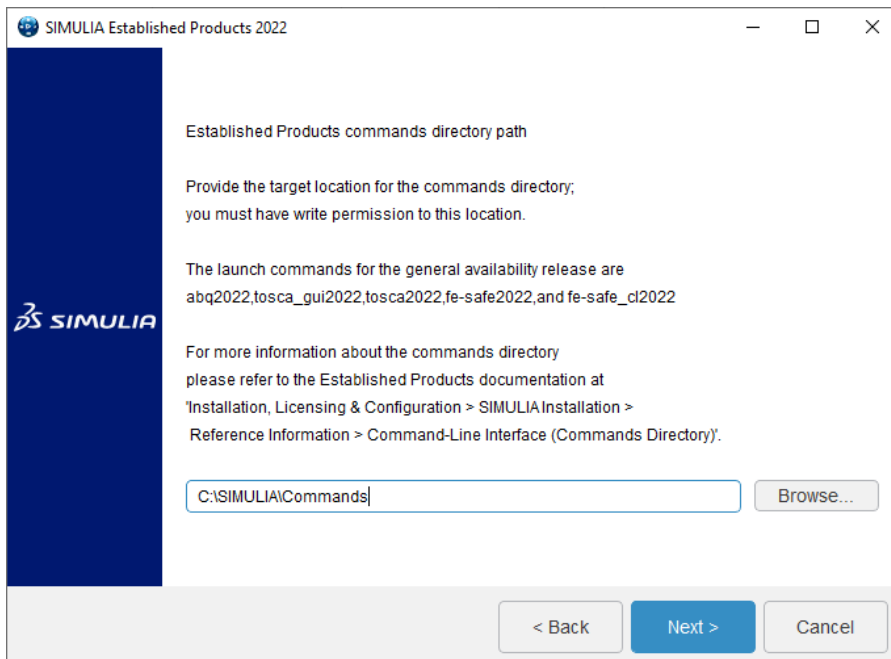 SIMULIA Established Products 2022
Established Products commands directory path
Provide the target location for the commands directory;
you must have write permission to this location.
The launch commands for the general availability release are
abq2022,tosca_gui2022,tosca2022,fe-safe2022,and fe-safe_cl2022
For more information about the commands directory
please refer to the Established Products documentation at
'Installation, Licensing & Configuration > SIMULIA Installation >
Reference Information > Command-Line Interface (Commands Directory)'.
C:\SIMULIA\Commands
Browse...
SIMULIA
< Back
Next >
Cancel